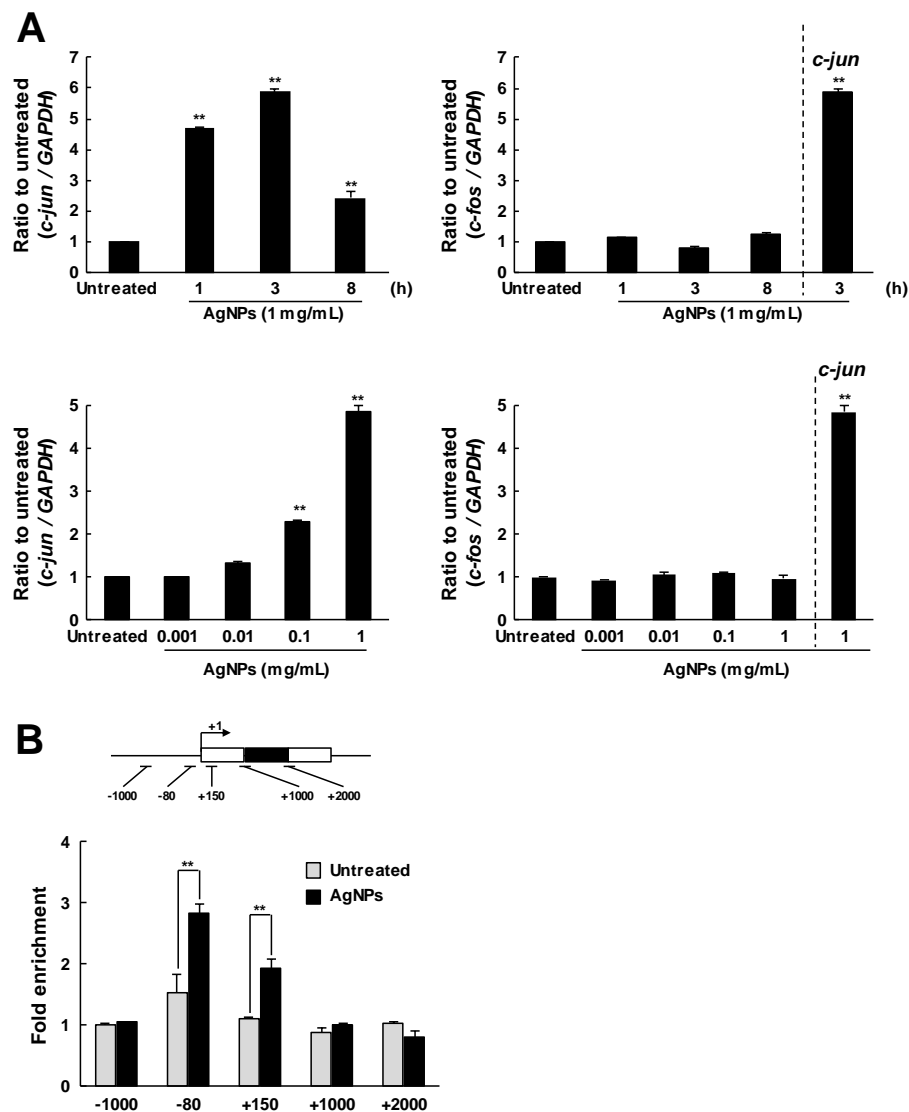 A
7
6
5
4
3
2
1
0
Ratio to untreated
(c-jun / GAPDH)
**
**
**
Untreated 1 3 8 (h)
AgNPs (1 mg/mL)
c-jun
7
6
5
4
3
2
1
0
Ratio to untreated
(c-fos / GAPDH)
**
Untreated 1 3 8 3 (h)
AgNPs (1 mg/mL)
5
4
3
2
1
0
Ratio to untreated
(c-jun / GAPDH)
**
**
Untreated 0.001 0.01 0.1 1
AgNPs (mg/mL)
c-jun
5
4
3
2
1
0
Ratio to untreated
(c-fos / GAPDH)
**
Untreated 0.001 0.01 0.1 1 1
AgNPs (mg/mL)
B
+1
-1000 -80 +150 +1000 +2000
4
3
2
1
0
Fold enrichment
**
**
Untreated
AgNPs
-1000 -80 +150 +1000 +2000